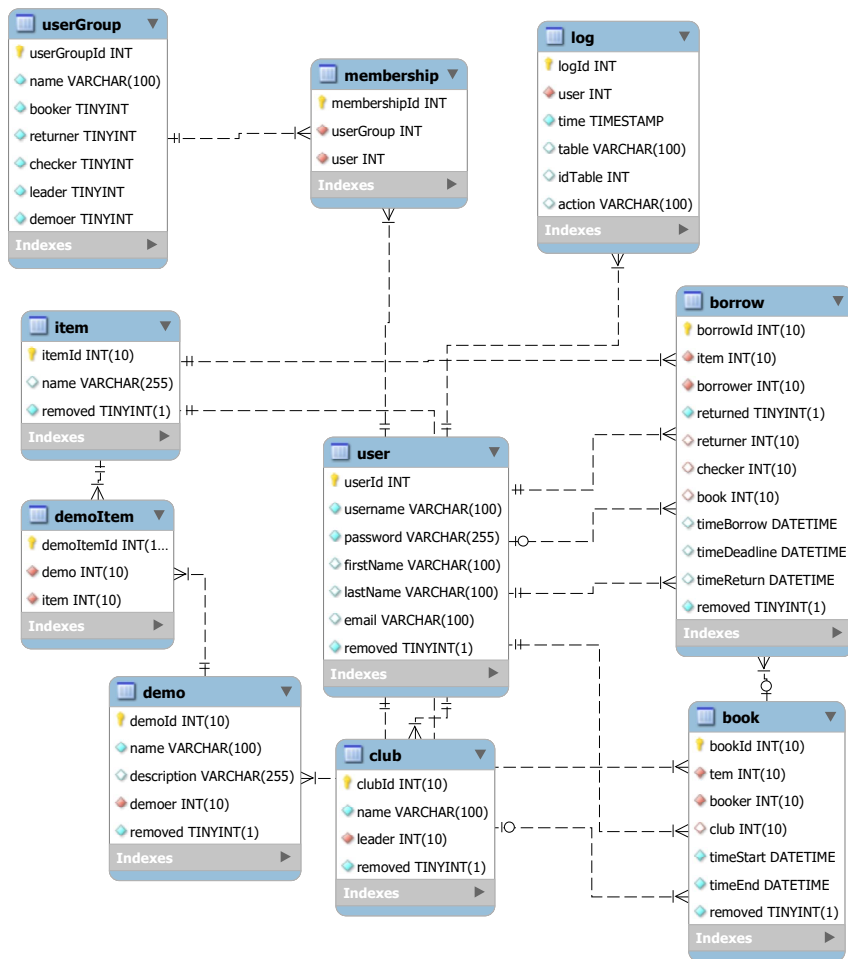 userGroup
userGroupId INT
name VARCHAR(100)
booker TINYINT
returner TINYINT
checker TINYINT
leader TINYINT
demoer TINYINT
Indexes
membership
membershipId INT
userGroup INT
user INT
Indexes
log
logId INT
user INT
time TIMESTAMP
table VARCHAR(100)
idTable INT
action VARCHAR(100)
Indexes
item
itemId INT(10)
name VARCHAR(255)
removed TINYINT(1)
Indexes
borrow
borrowId INT(10)
item INT(10)
borrower INT(10)
returned TINYINT(1)
returner INT(10)
checker INT(10)
book INT(10)
timeBorrow DATETIME
timeDeadline DATETIME
timeReturn DATETIME
removed TINYINT(1)
Indexes
user
userId INT
username VARCHAR(100)
password VARCHAR(255)
firstName VARCHAR(100)
lastName VARCHAR(100)
email VARCHAR(100)
removed TINYINT(1)
Indexes
demoItem
demoItemId INT(1...
demo INT(10)
item INT(10)
Indexes
demo
demoId INT(10)
name VARCHAR(100)
description VARCHAR(255)
demoer INT(10)
removed TINYINT(1)
Indexes
club
clubId INT(10)
name VARCHAR(100)
leader INT(10)
removed TINYINT(1)
Indexes
book
bookId INT(10)
tem INT(10)
booker INT(10)
club INT(10)
timeStart DATETIME
timeEnd DATETIME
removed TINYINT(1)
Indexes